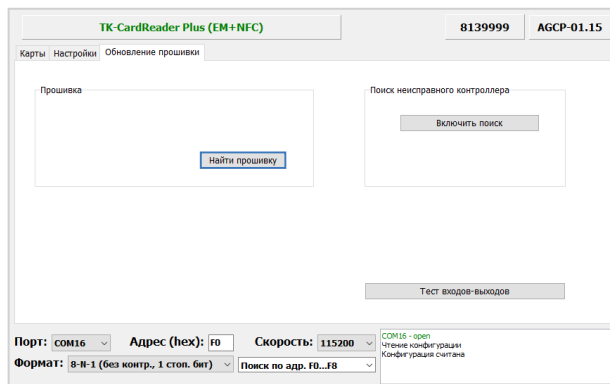 TK-CardReader Plus (EM+NFC) 8139999 AGCP-01.15
Карты Настройки Обновление прошивки
Прошивка
Найти прошивку
Поиск неисправного контроллера
Включить поиск
Тест входов-выходов
Порт: COM16 Адрес (hex): F0 Скорость: 115200
Формат: 8-N-1 (без контр., 1 стоп. бит) Поиск по адр. F0...F8
COM16 - open
Чтение конфигурации
Конфигурация считана